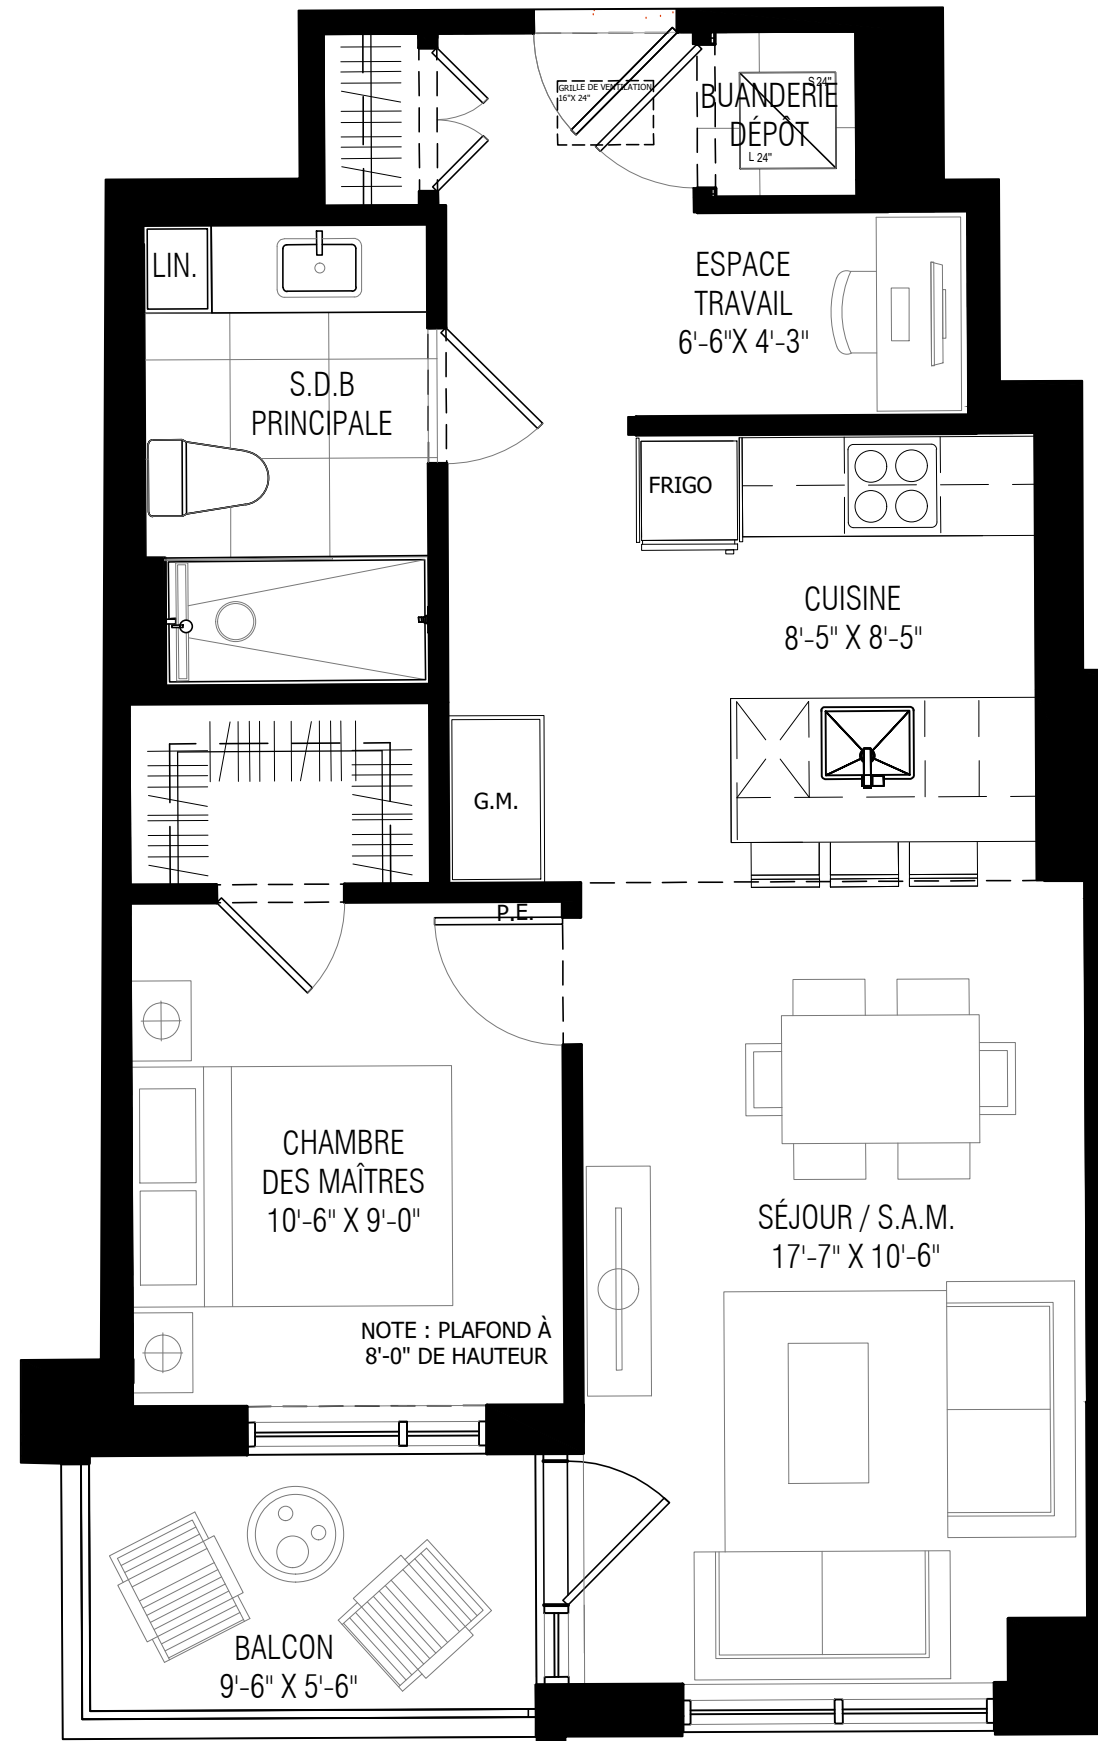 GRILLE DE VENTILATION
16"X 24"
S 24"
BUANDERIE
DÉPÔT
L 24"
LIN.
ESPACE
TRAVAIL
6'-6"X 4'-3"
S.D.B
PRINCIPALE
FRIGO
CUISINE
8'-5" X 8'-5"
G.M.
P.E.
CHAMBRE
DES MAÎTRES
10'-6" X 9'-0"
SÉJOUR / S.A.M.
17'-7" X 10'-6"
NOTE : PLAFOND À
8'-0" DE HAUTEUR
BALCON
9'-6" X 5'-6"